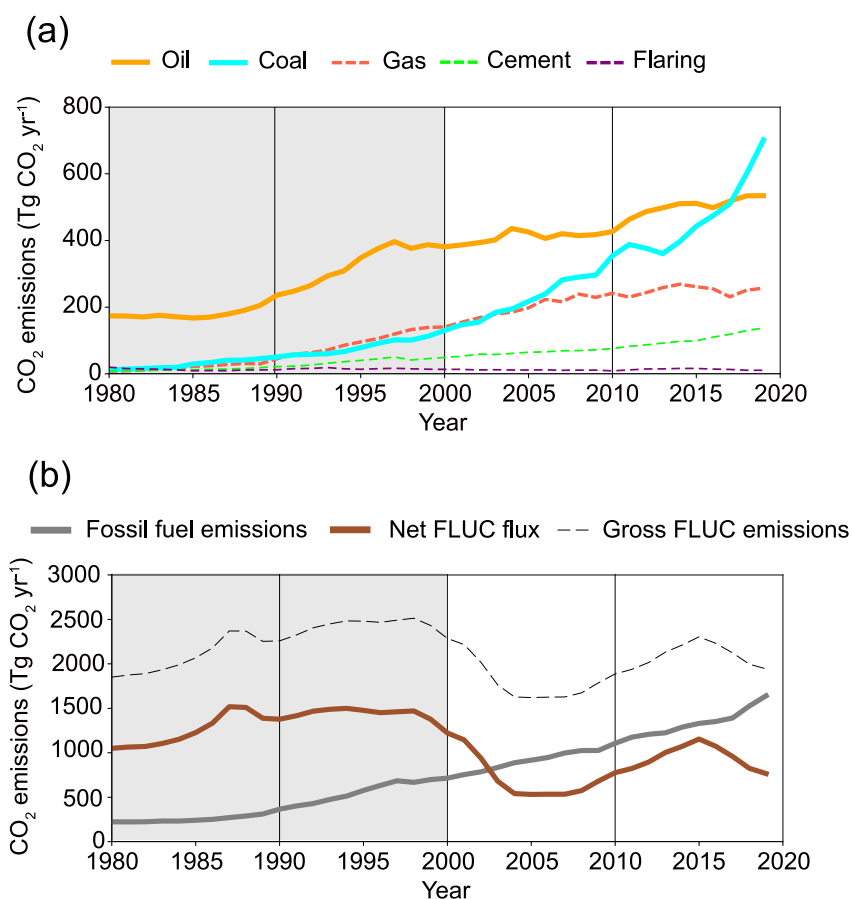 (a)
Oil Coal Gas Cement Flaring
CO₂ emissions (Tg CO₂ yr⁻¹)
800
600
400
200
0
1980 1985 1990 1995 2000 2005 2010 2015 2020
Year
(b)
Fossil fuel emissions Net FLUC flux Gross FLUC emissions
CO₂ emissions (Tg CO₂ yr⁻¹)
3000
2500
2000
1500
1000
500
0
1980 1985 1990 1995 2000 2005 2010 2015 2020
Year